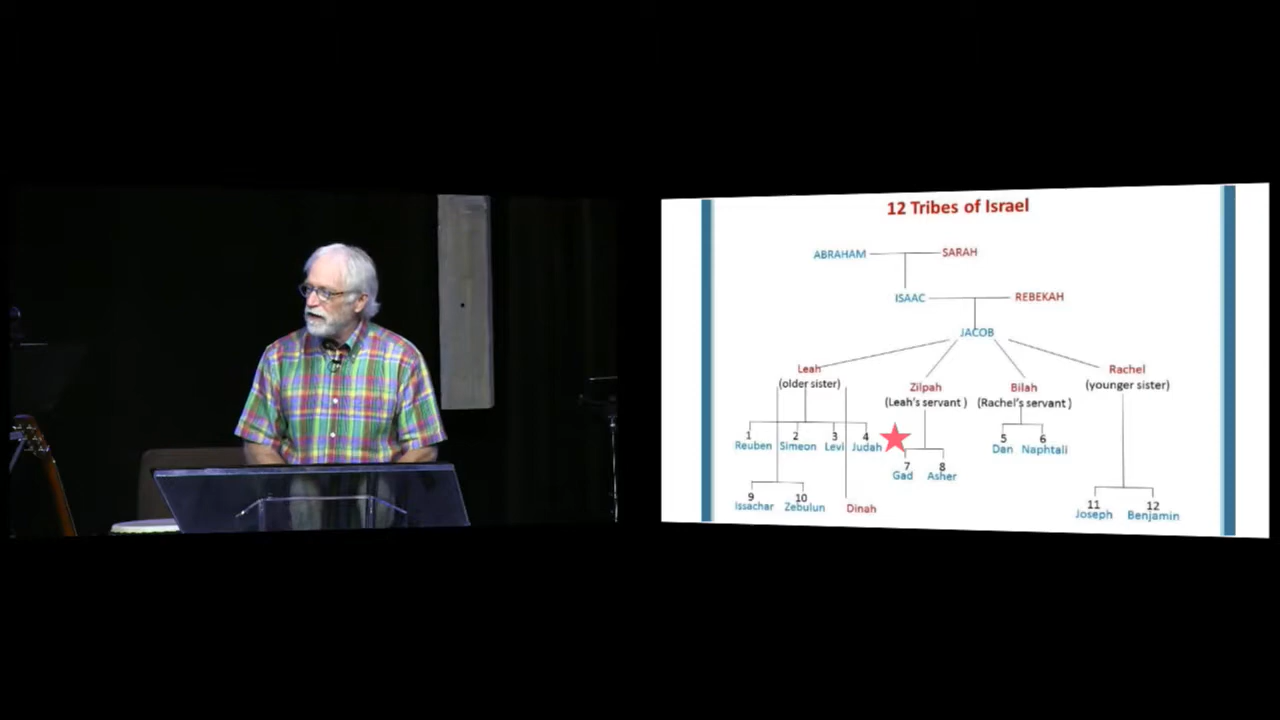 12 Tribes of Israel
ABRAHAM SARAH
ISAAC REBEKAH
JACOB
Leah
(older sister)
Zilpah
(Leah's servant )
Bilah
(Rachel's servant )
Rachel
(younger sister)
1 2 3 4
Reuben Simeon Levi Judah
5 6
Dan Naphtali
7 8
Gad Asher
9 10
Issachar Zebulun
Dinah
11 12
Joseph Benjamin